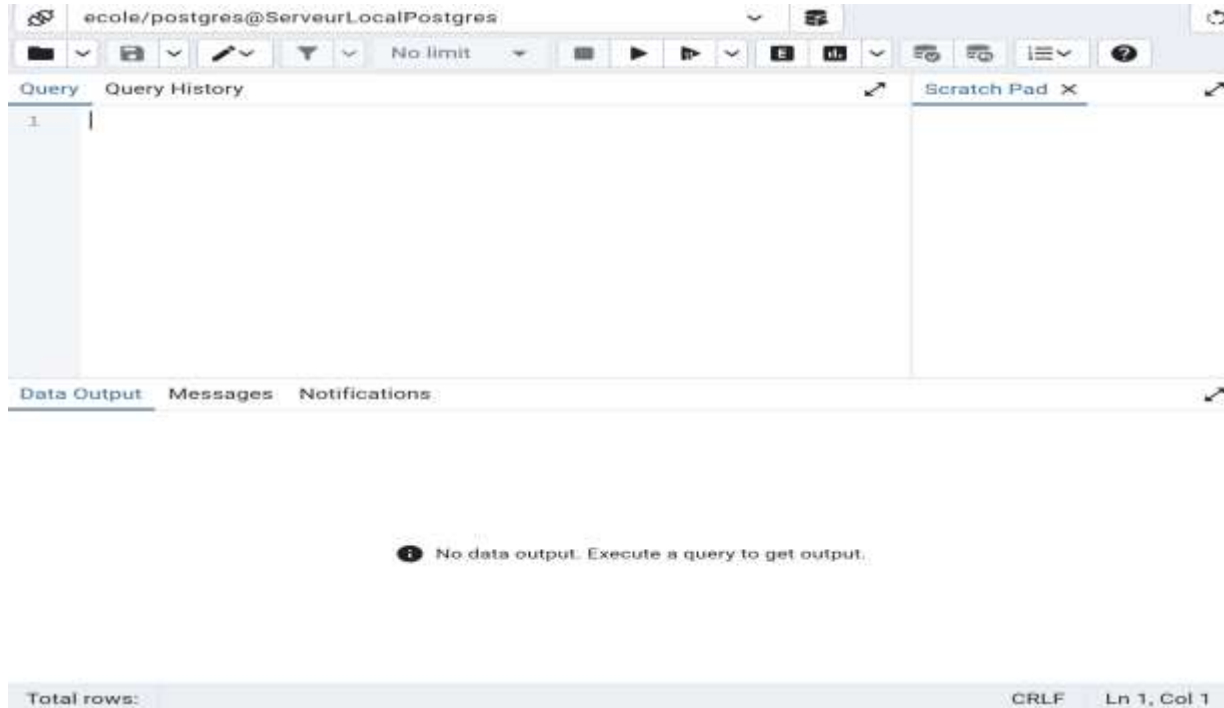 ecole/postgres@ServeurLocalPostgres
No limit
E
Query Query History
Scratch Pad
1
Data Output Messages Notifications
No data output. Execute a query to get output.
Total rows:
CRLF Ln 1, Col 1